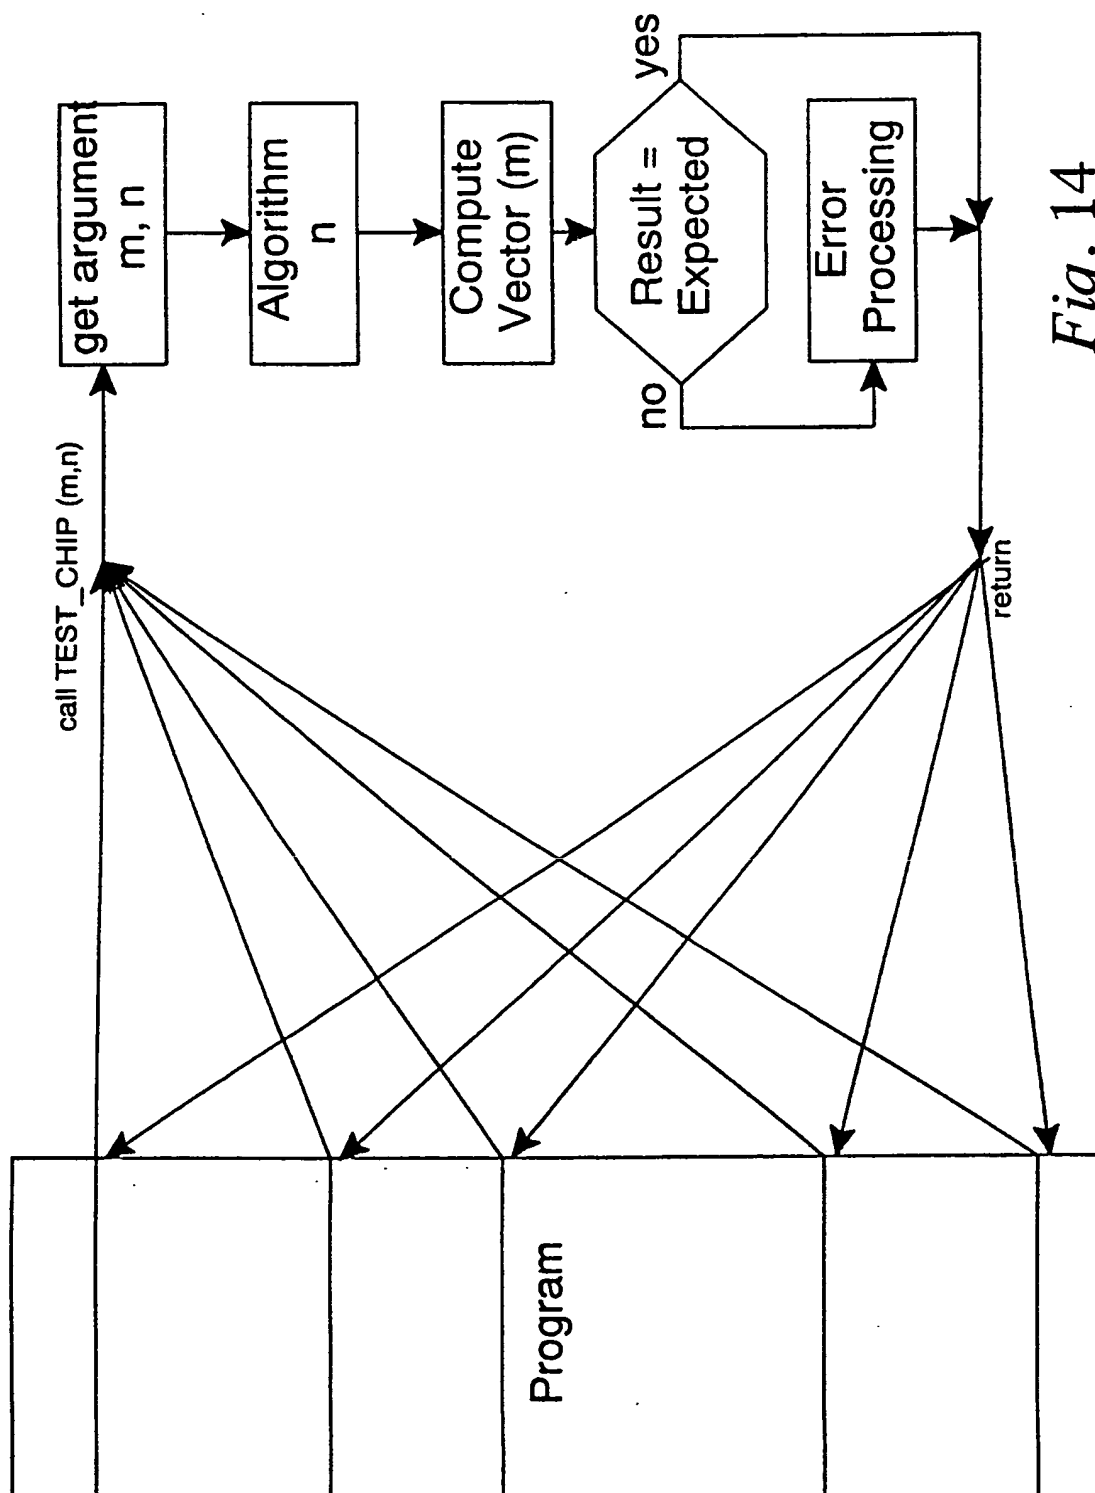 call TEST_CHIP (m,n)
get argument
m, n
Algorithm
n
Compute
Vector (m)
Result =
Expected
yes
no
Error
Processing
return
Program
Fig. 14